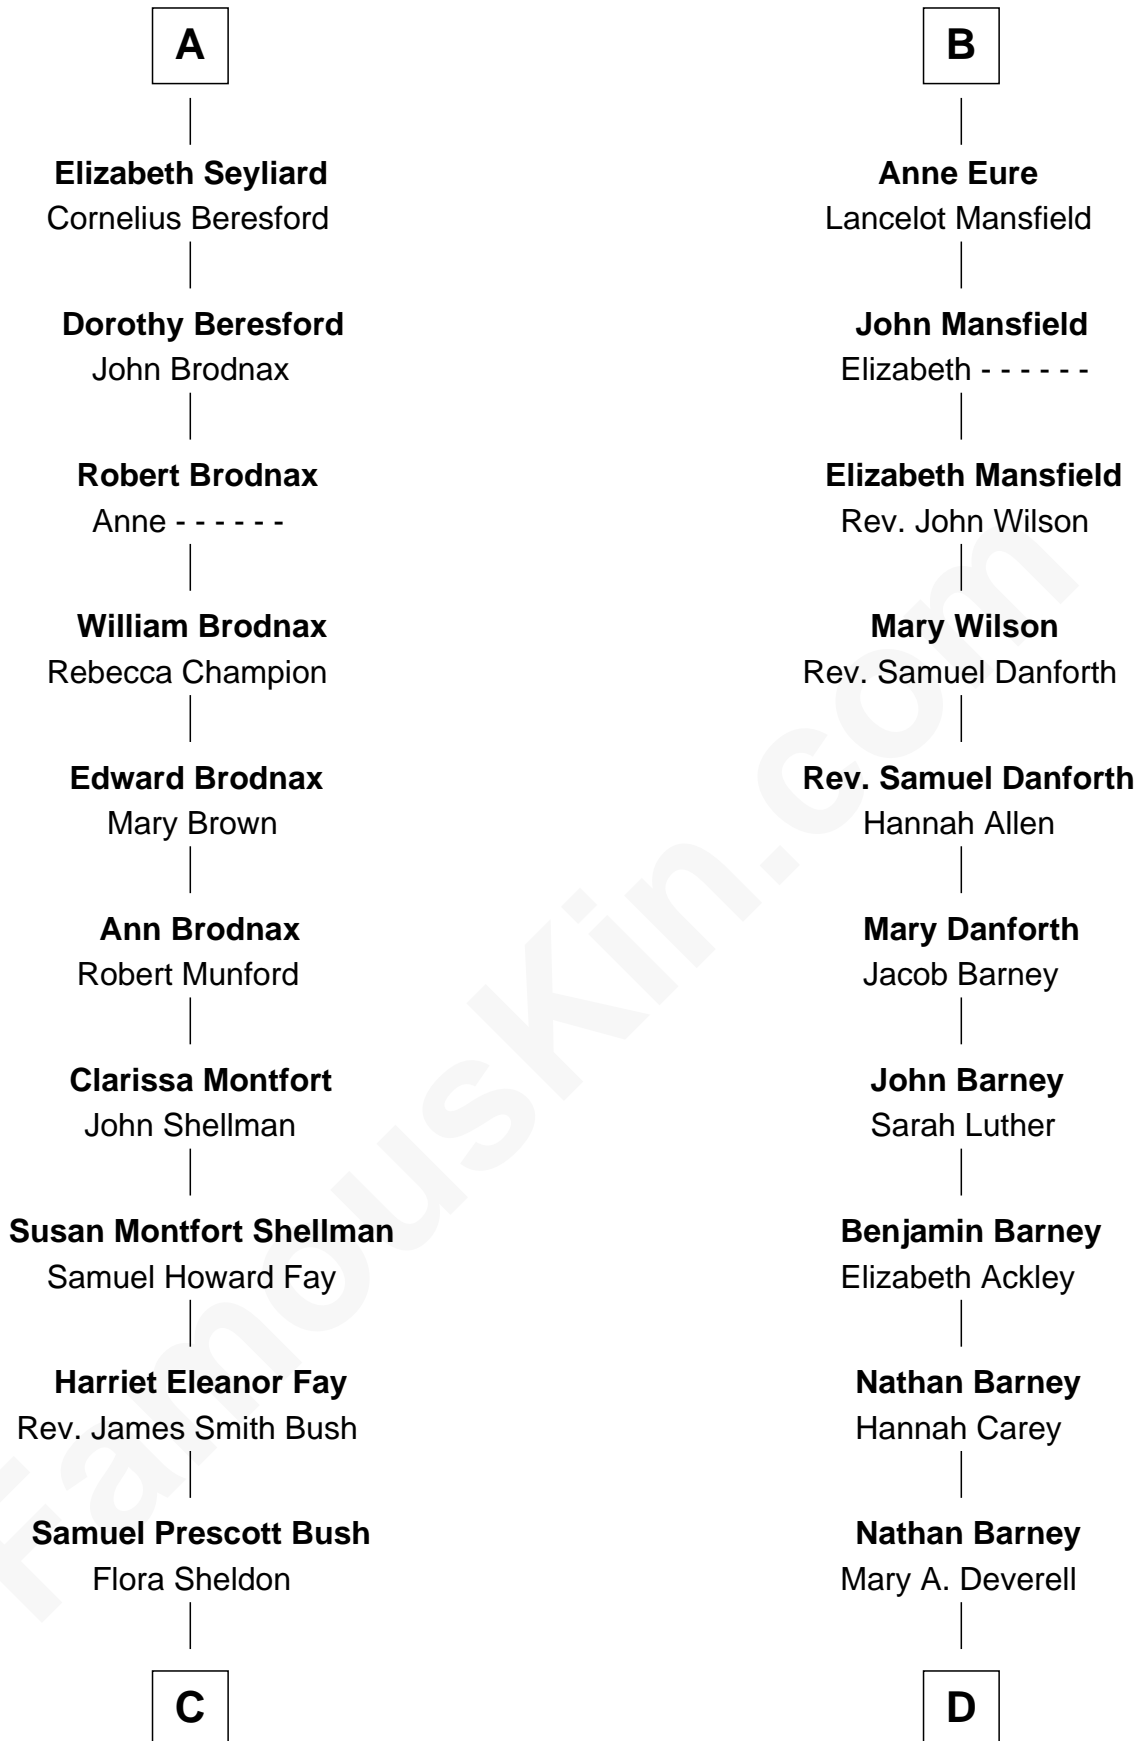 A
B
Elizabeth Seyliard
Cornelius Beresford
Anne Eure
Lancelot Mansfield
Dorothy Beresford
John Brodnax
John Mansfield
Elizabeth - - - - - -
Robert Brodnax
Anne - - - - - -
Elizabeth Mansfield
Rev. John Wilson
William Brodnax
Rebecca Champion
Mary Wilson
Rev. Samuel Danforth
Edward Brodnax
Mary Brown
Rev. Samuel Danforth
Hannah Allen
Ann Brodnax
Robert Munford
Mary Danforth
Jacob Barney
Clarissa Montfort
John Shellman
John Barney
Sarah Luther
Susan Montfort Shellman
Samuel Howard Fay
Benjamin Barney
Elizabeth Ackley
Harriet Eleanor Fay
Rev. James Smith Bush
Nathan Barney
Hannah Carey
Samuel Prescott Bush
Flora Sheldon
Nathan Barney
Mary A. Deverell
C
D
FamousKin.com